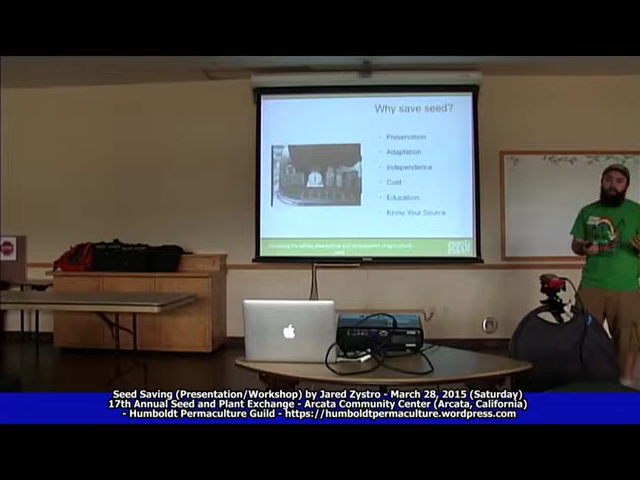 Why save seed?
- Preservation
- Adaptation
- Independence
- Cost
- Education
- Know Your Source
Seed Saving (Presentation/Workshop) by Jared Zystro - March 28, 2015 (Saturday)
17th Annual Seed and Plant Exchange - Arcata Community Center (Arcata, California)
- Humboldt Permaculture Guild - https://humboldtpermaculture.wordpress.com